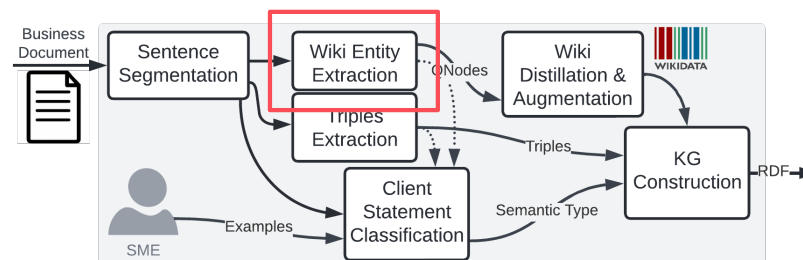 Business
Document
Sentence
Segmentation
Wiki Entity
Extraction
QNodes
Wiki
Distillation &
Augmentation
WIKIDATA
Triples
Extraction
Triples
KG
Construction
RDF
Client
Statement
Classification
Semantic Type
Examples
SME